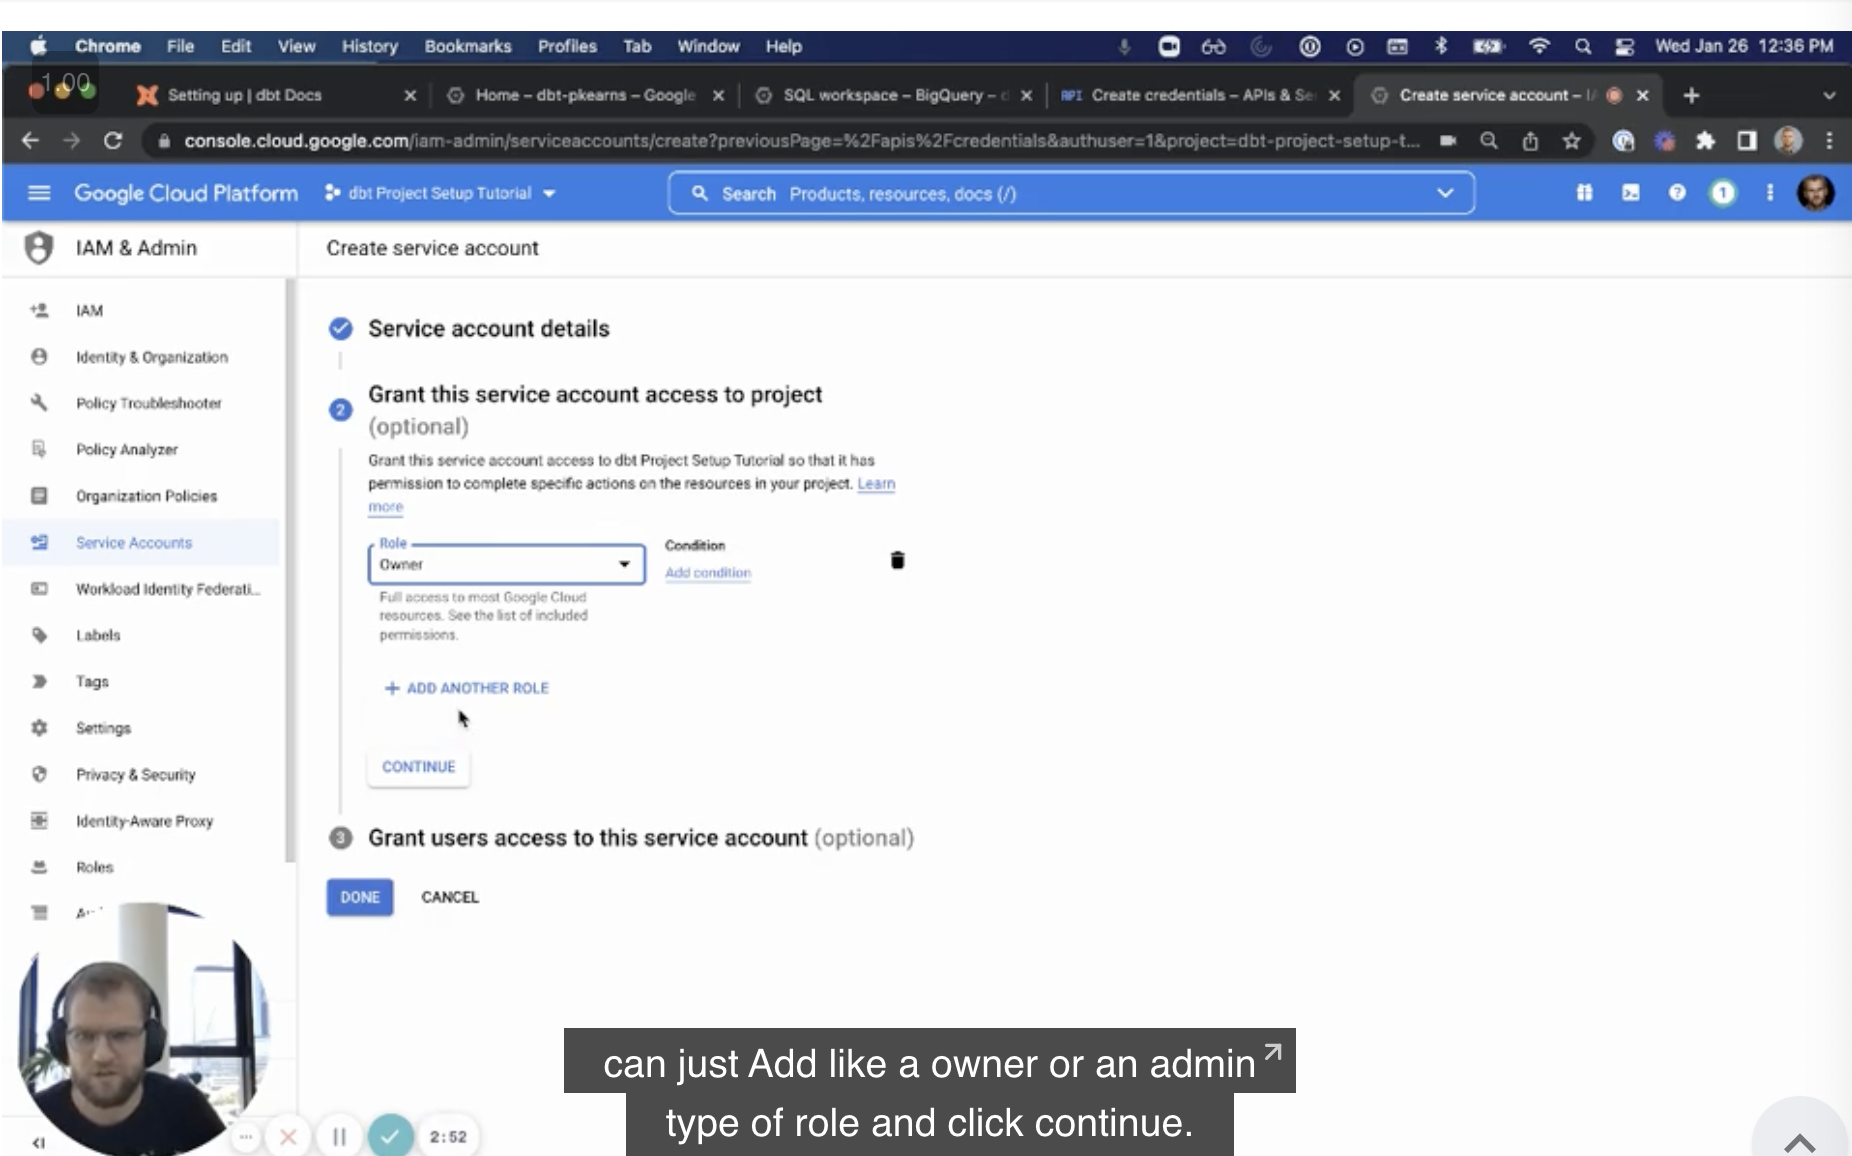 Chrome File Edit View History Bookmarks Profiles Tab Window Help Wed Jan 26 12:36 PM
1.00
Setting up | dbt Docs Home – dbt-pkearns – Google SQL workspace – BigQuery – API Create credentials – APIs & Se Create service account –
console.cloud.google.com/iam-admin/serviceaccounts/create?previousPage=%2Fapis%2Fcredentials&authuser=1&project=dbt-project-setup-t...
Google Cloud Platform dbt Project Setup Tutorial Search Products, resources, docs (/) 1
IAM & Admin
Create service account
IAM
Identity & Organization
Policy Troubleshooter
Policy Analyzer
Organization Policies
Service Accounts
Workload Identity Federati...
Labels
Tags
Settings
Privacy & Security
Identity-Aware Proxy
Roles
Service account details
2 Grant this service account access to project
(optional)
Grant this service account access to dbt Project Setup Tutorial so that it has
permission to complete specific actions on the resources in your project. Learn
more
Role
Owner
Condition
Add condition
Full access to most Google Cloud
resources. See the list of included
permissions.
+ ADD ANOTHER ROLE
CONTINUE
3 Grant users access to this service account (optional)
DONE CANCEL
can just Add like a owner or an admin
type of role and click continue.
2:52